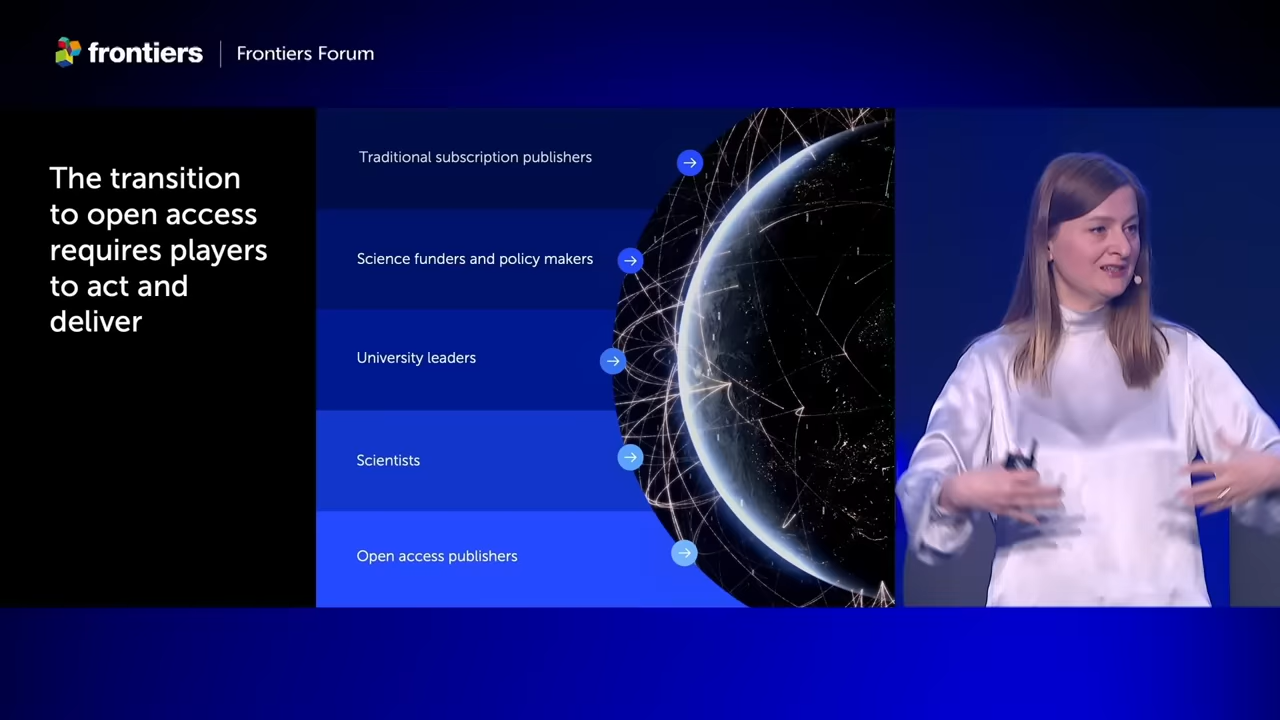 frontiers
Frontiers Forum
The transition
to open access
requires players
to act and
deliver
Traditional subscription publishers
Science funders and policy makers
University leaders
Scientists
Open access publishers